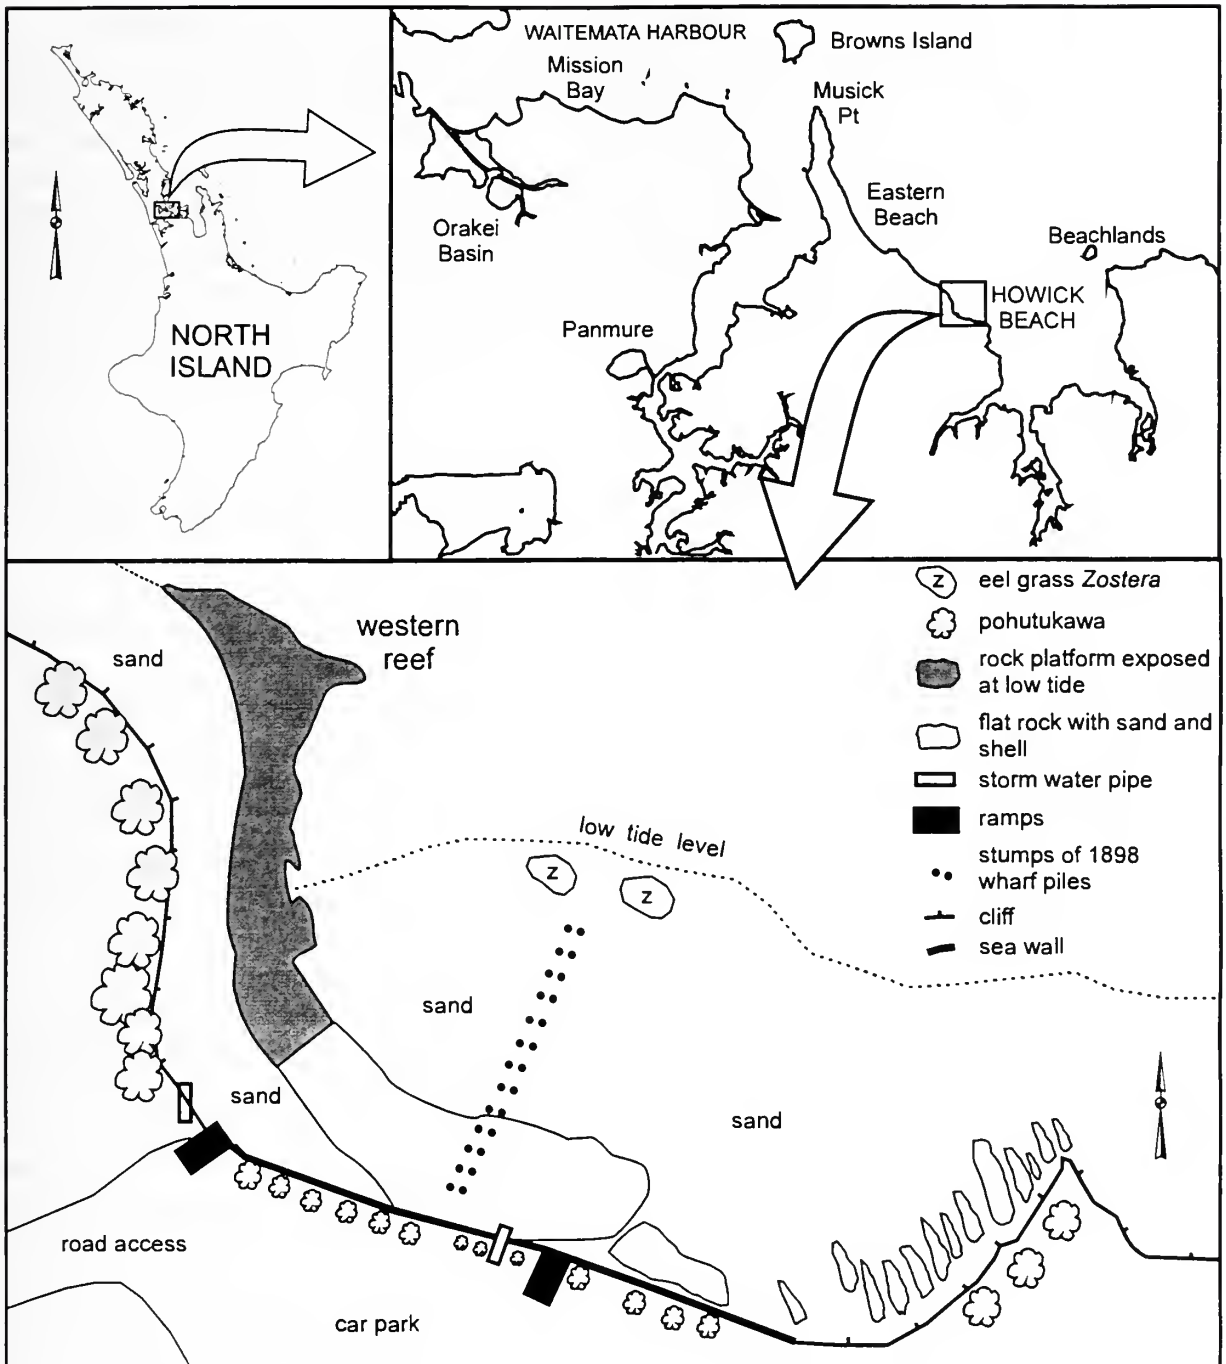 NORTH
ISLAND
WAITEMATA HARBOUR
Browns Island
Mission
Bay
Musick
Pt
Eastern
Beach
Orakei
Basin
Beachlands
HOWICK
BEACH
Panmure
western
reef
sand
low tide level
z
z
sand
sand
sand
road access
car park
z eel grass Zostera
pohutukawa
rock platform exposed
at low tide
flat rock with sand and
shell
storm water pipe
ramps
stumps of 1898
wharf piles
cliff
sea wall